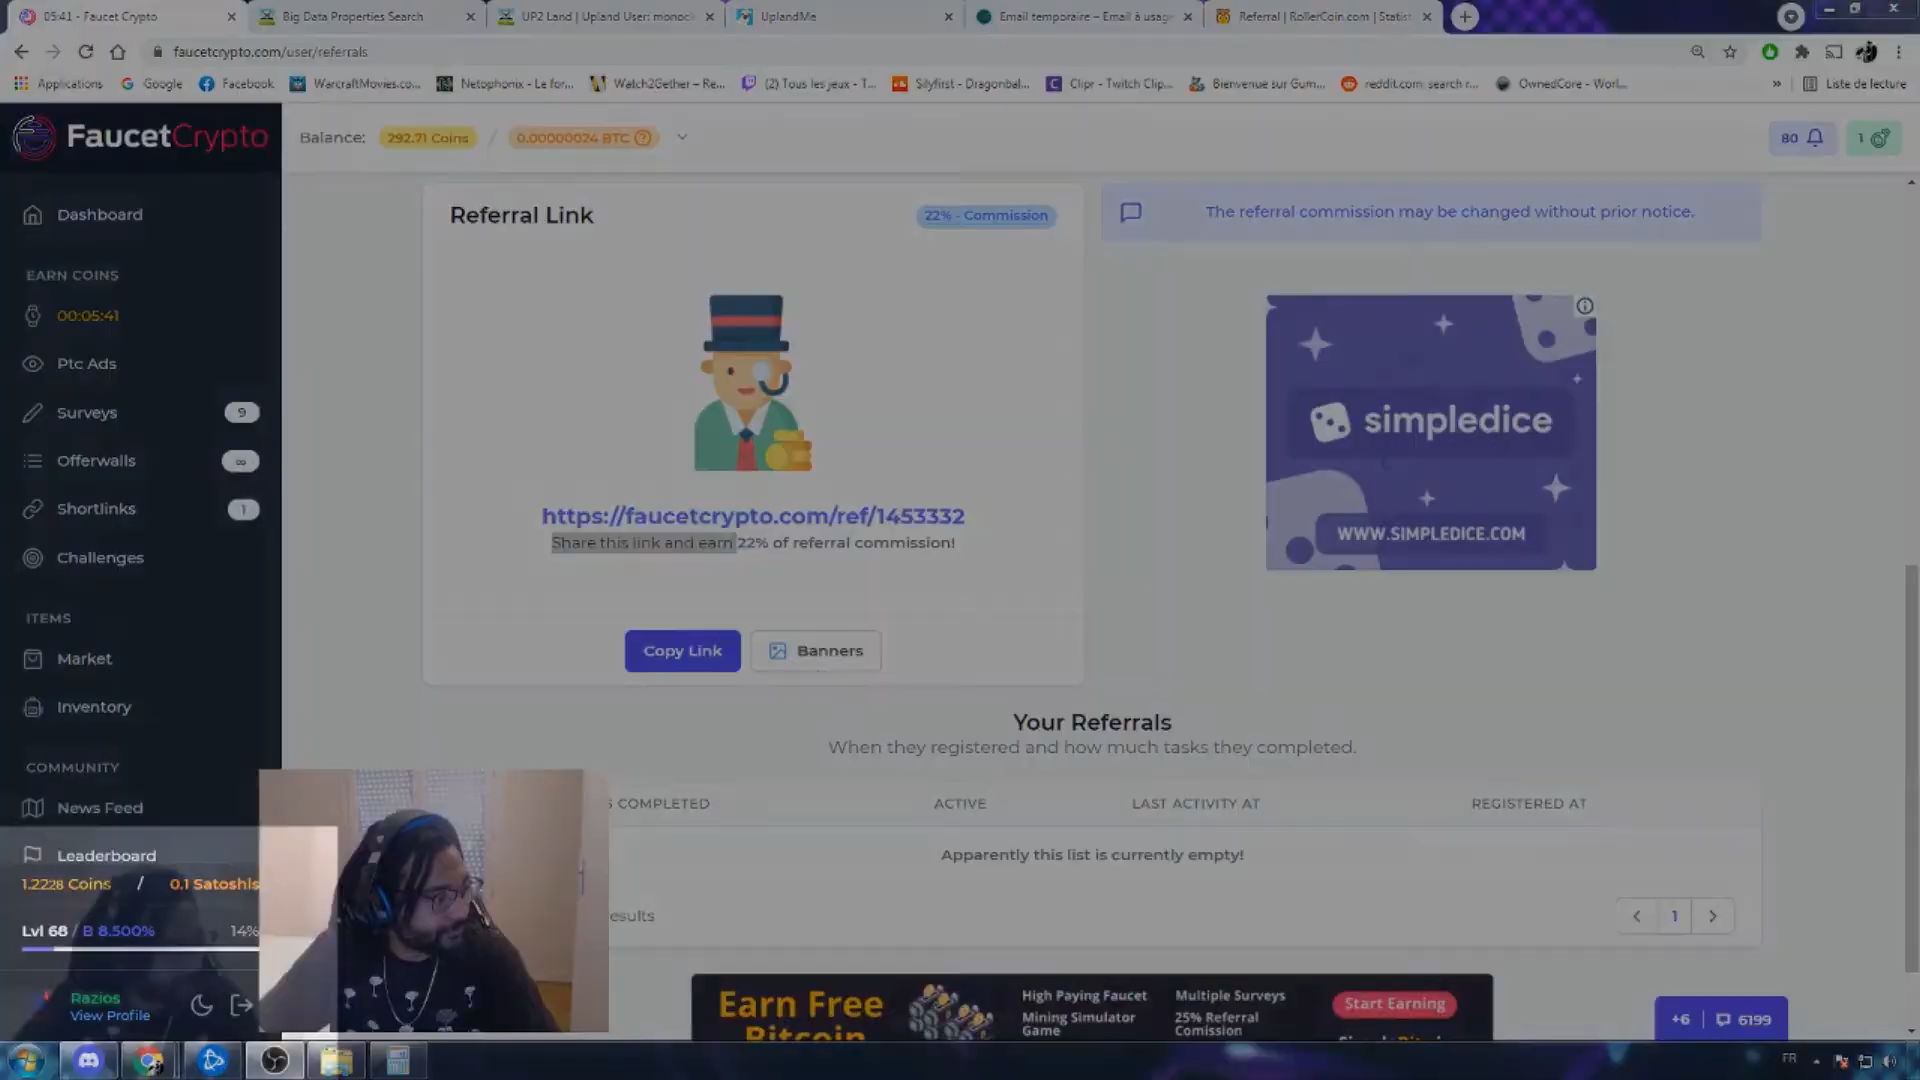 05:41 - Faucet Crypto
Big Data Properties Search
UP2 Land | Upland User: monoc
UplandMe
Email temporaire – Email à usage
Referral | RollerCoin.com | Statist
faucetcrypto.com/user/referrals
Applications
Google
Facebook
WarcraftMovies.co...
Netophonix - Le for...
Watch2Gether – Re...
(2) Tous les jeux - T...
Silyfirst - Dragonbal...
Clipr - Twitch Clip...
Bienvenue sur Gum...
reddit.com: search r...
OwnedCore - Worl...
»
Liste de lecture
FaucetCrypto
Balance:
292.71 Coins
/
0.00000024 BTC
80
1
Dashboard
EARN COINS
00:05:41
Ptc Ads
Surveys
9
Offerwalls
∞
Shortlinks
1
Challenges
ITEMS
Market
Inventory
COMMUNITY
News Feed
Leaderboard
1.2228 Coins / 0.1 Satoshis
Lvl 68 / B 8.500%
14%
Razios
View Profile
Referral Link
22% - Commission
https://faucetcrypto.com/ref/1453332
Share this link and earn 22% of referral commission!
Copy Link
Banners
The referral commission may be changed without prior notice.
simpledice
WWW.SIMPLEDICE.COM
Your Referrals
When they registered and how much tasks they completed.
COMPLETED
ACTIVE
LAST ACTIVITY AT
REGISTERED AT
Apparently this list is currently empty!
esults
1
Earn Free
Bitcoin
High Paying Faucet
Mining Simulator
Game
Multiple Surveys
25% Referral
Comission
Start Earning
+6
6199
FR